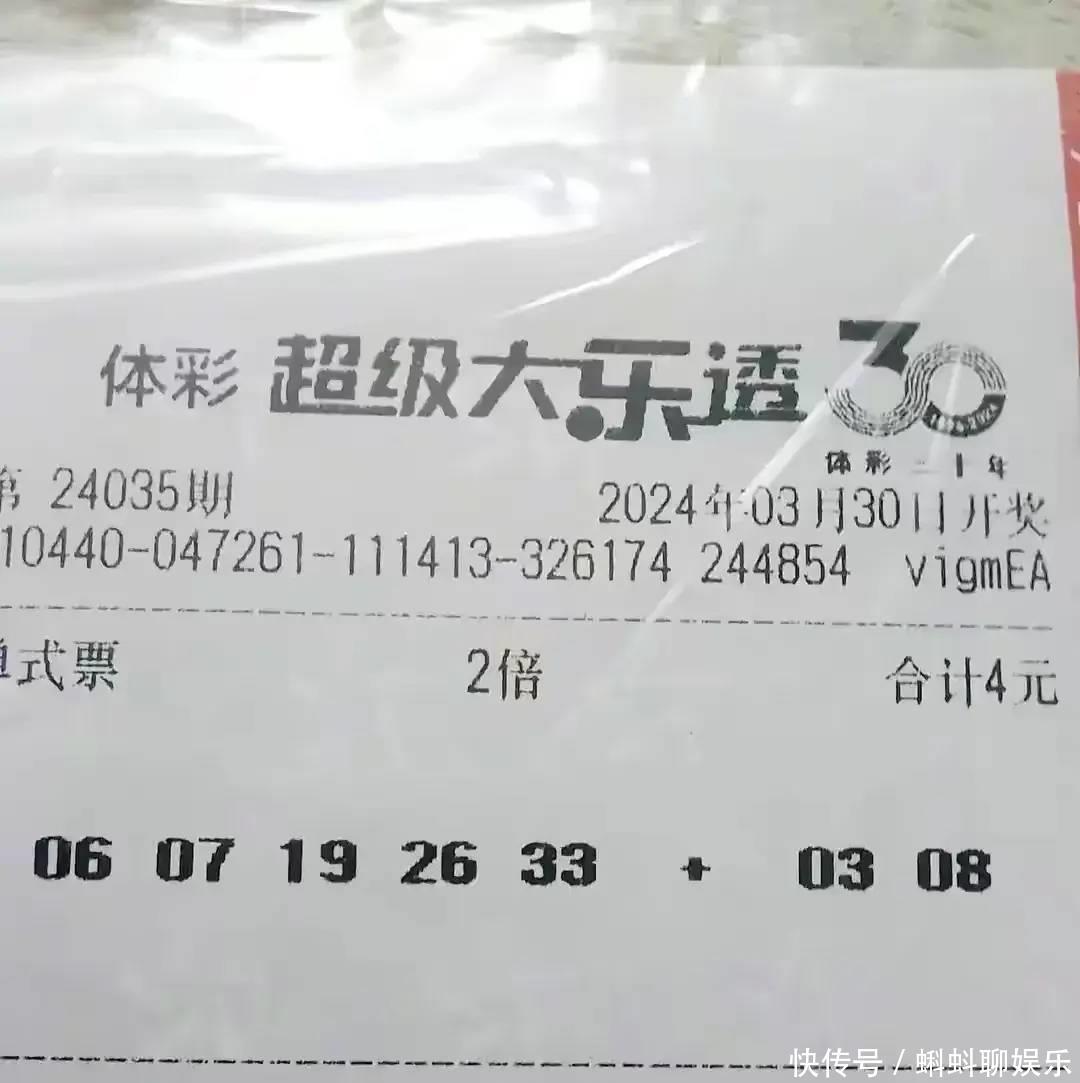 体彩 超级大乐透 30
体彩三十年
第 24035期 2024年03月30日开奖
10440-047261-111413-326174 244854 vigmEA
单式票 2倍 合计4元
06 07 19 26 33 + 03 08
快传号 / 蝌蚪聊娱乐